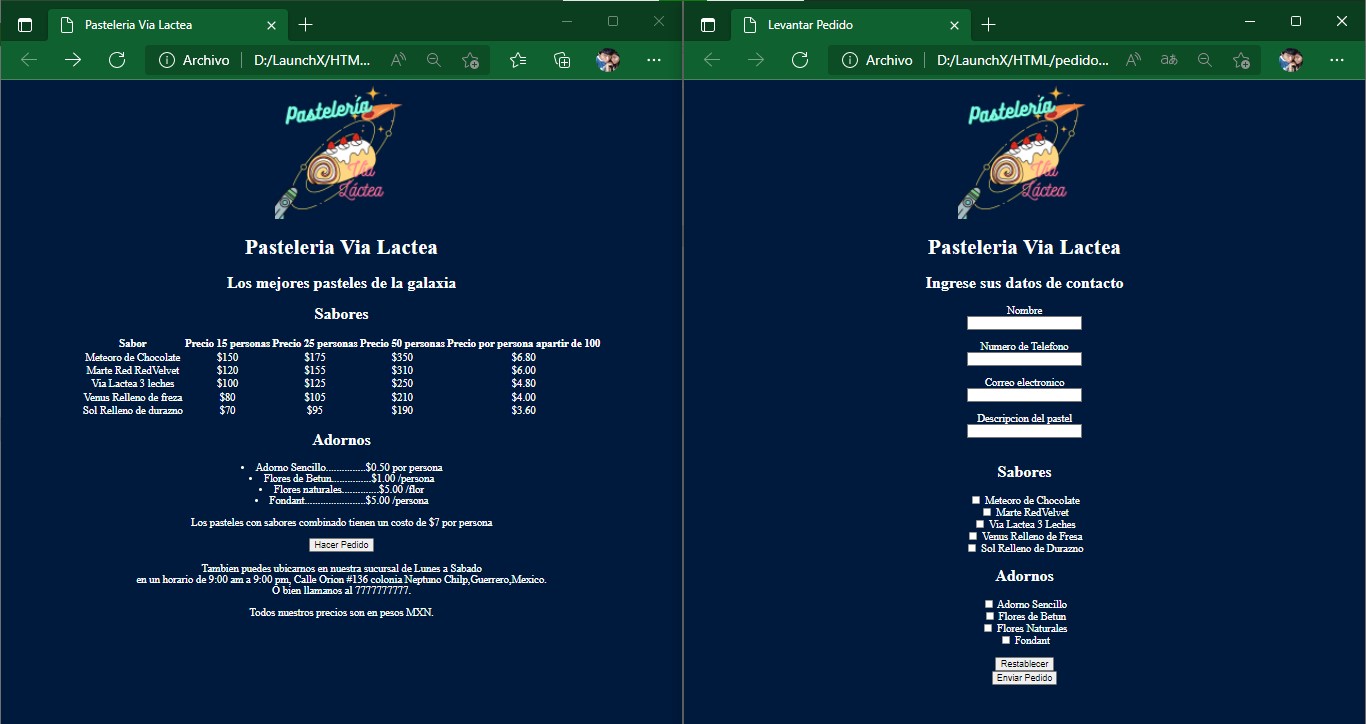 Pasteleria Via Lactea
Archivo
D:/LaunchX/HTM...
Pastelería
Vía
Láctea
Pasteleria Via Lactea
Los mejores pasteles de la galaxia
Sabores
Sabor Precio 15 personas Precio 25 personas Precio 50 personas Precio por persona apartir de 100
Meteoro de Chocolate $150 $175 $350 $6.80
Marte Red RedVelvet $120 $155 $310 $6.00
Via Lactea 3 leches $100 $125 $250 $4.80
Venus Relleno de freza $80 $105 $210 $4.00
Sol Relleno de durazno $70 $95 $190 $3.60
Adornos
• Adorno Sencillo...............$0.50 por persona
• Flores de Betun...............$1.00 /persona
• Flores naturales..............$5.00 /flor
• Fondant.......................$5.00 /persona
Los pasteles con sabores combinado tienen un costo de $7 por persona
Hacer Pedido
Tambien puedes ubicarnos en nuestra sucursal de Lunes a Sabado
en un horario de 9:00 am a 9:00 pm, Calle Orion #136 colonia Neptuno Chilp,Guerrero,Mexico.
O bien llamanos al 7777777777.
Todos nuestros precios son en pesos MXN.
Levantar Pedido
Archivo
D:/LaunchX/HTML/pedido...
Pastelería
Vía
Láctea
Pasteleria Via Lactea
Ingrese sus datos de contacto
Nombre
Numero de Telefono
Correo electronico
Descripcion del pastel
Sabores
Meteoro de Chocolate
Marte RedVelvet
Via Lactea 3 Leches
Venus Relleno de Fresa
Sol Relleno de Durazno
Adornos
Adorno Sencillo
Flores de Betun
Flores Naturales
Fondant
Restablecer
Enviar Pedido